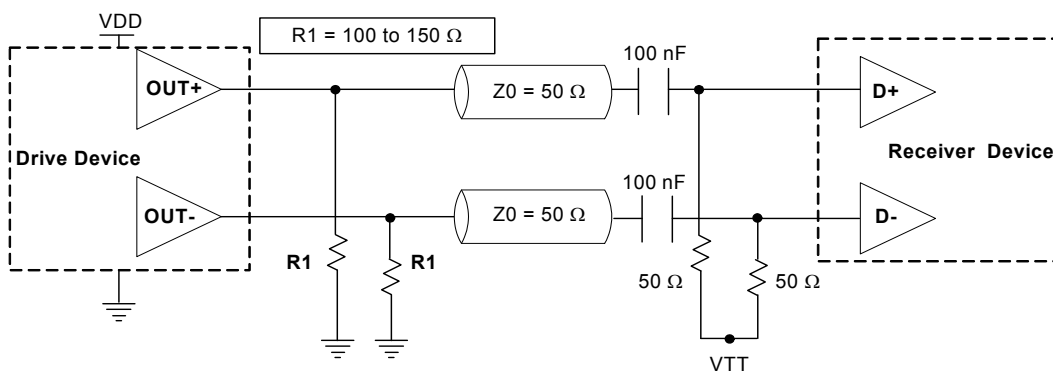 VDD
R1 = 100 to 150 Ω
100 nF
OUT+
Z0 = 50 Ω
D+
Drive Device
Receiver Device
100 nF
OUT-
Z0 = 50 Ω
D-
R1
R1
50 Ω
50 Ω
VTT